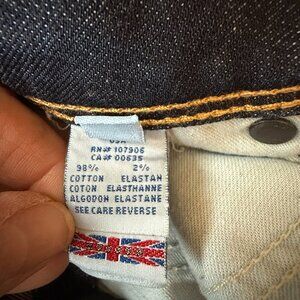 USA
RN# 107906
CA# 00635
98% 2%
COTTON ELASTAN
COTON ELASTHANNE
ALGODON ELASTANE
SEE CARE REVERSE